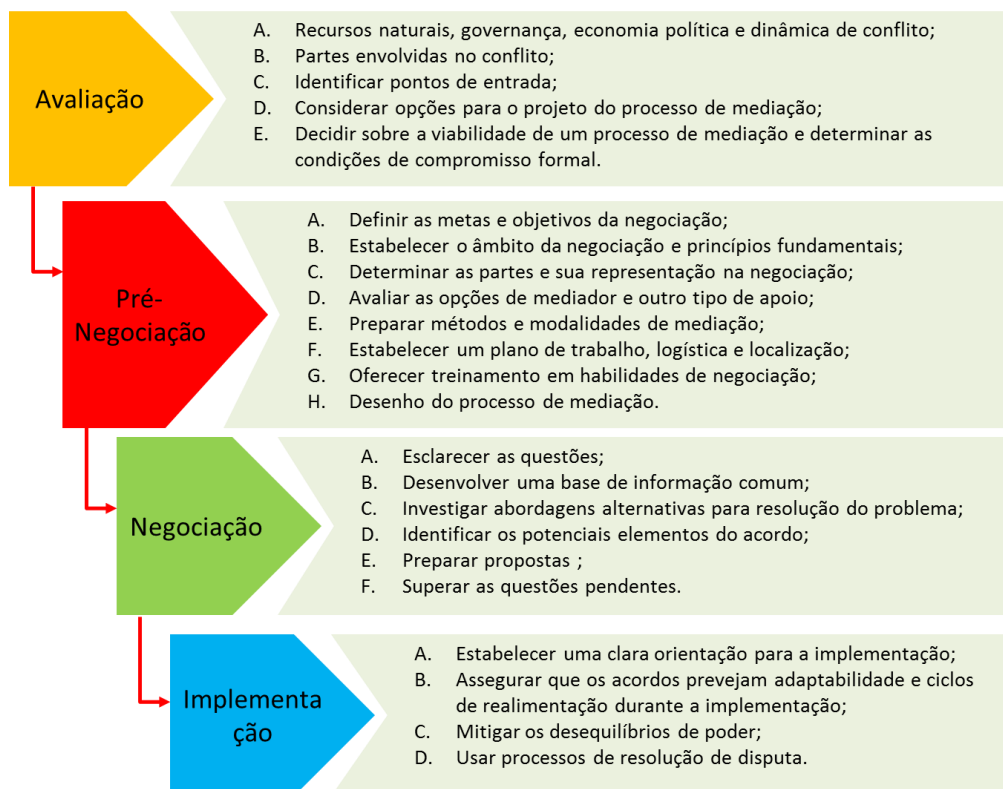 Avaliação
A. Recursos naturais, governança, economia política e dinâmica de conflito;
B. Partes envolvidas no conflito;
C. Identificar pontos de entrada;
D. Considerar opções para o projeto do processo de mediação;
E. Decidir sobre a viabilidade de um processo de mediação e determinar as
condições de compromisso formal.
Pré-
Negociação
A. Definir as metas e objetivos da negociação;
B. Estabelecer o âmbito da negociação e princípios fundamentais;
C. Determinar as partes e sua representação na negociação;
D. Avaliar as opções de mediador e outro tipo de apoio;
E. Preparar métodos e modalidades de mediação;
F. Estabelecer um plano de trabalho, logística e localização;
G. Oferecer treinamento em habilidades de negociação;
H. Desenho do processo de mediação.
Negociação
A. Esclarecer as questões;
B. Desenvolver uma base de informação comum;
C. Investigar abordagens alternativas para resolução do problema;
D. Identificar os potenciais elementos do acordo;
E. Preparar propostas ;
F. Superar as questões pendentes.
Implementa
ção
A. Estabelecer uma clara orientação para a implementação;
B. Assegurar que os acordos prevejam adaptabilidade e ciclos
de realimentação durante a implementação;
C. Mitigar os desequilíbrios de poder;
D. Usar processos de resolução de disputa.